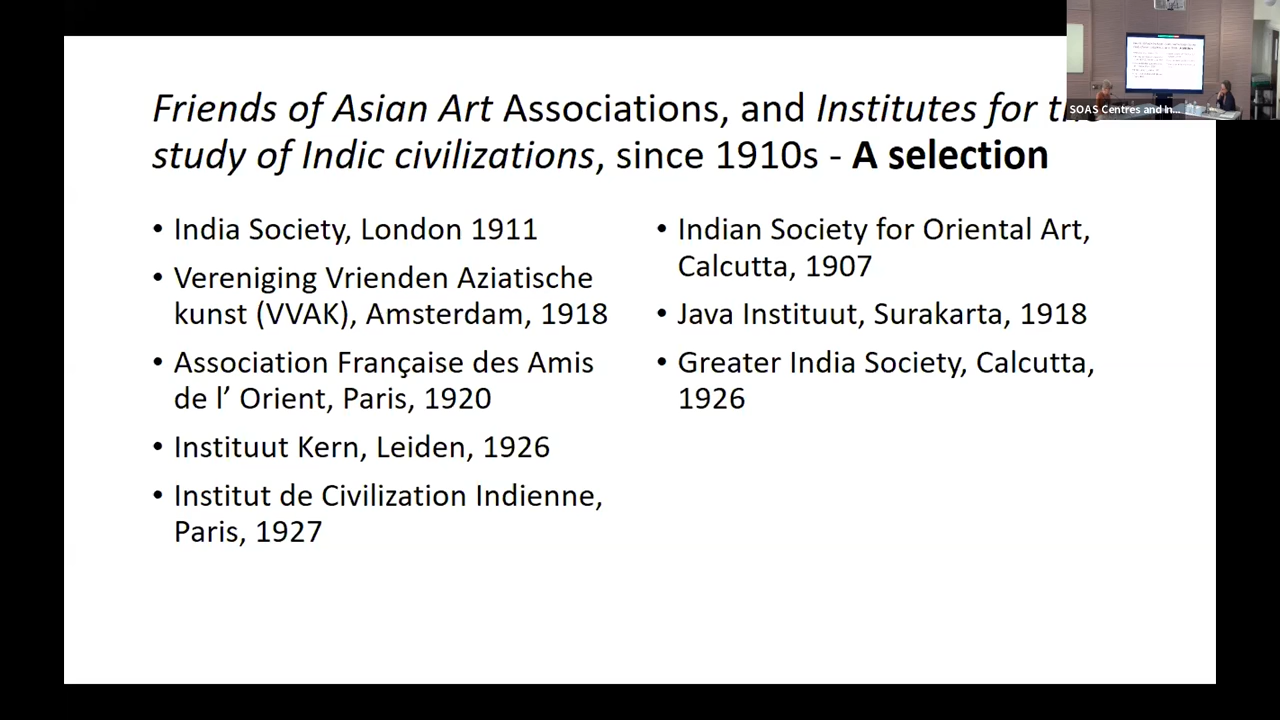 Friends of Asian Art Associations, and Institutes for the
study of Indic civilizations, since 1910s - A selection
• India Society, London 1911
• Vereniging Vrienden Aziatische
kunst (VVAK), Amsterdam, 1918
• Association Française des Amis
de l’ Orient, Paris, 1920
• Instituut Kern, Leiden, 1926
• Institut de Civilization Indienne,
Paris, 1927
• Indian Society for Oriental Art,
Calcutta, 1907
• Java Instituut, Surakarta, 1918
• Greater India Society, Calcutta,
1926
SOAS Centres and In...